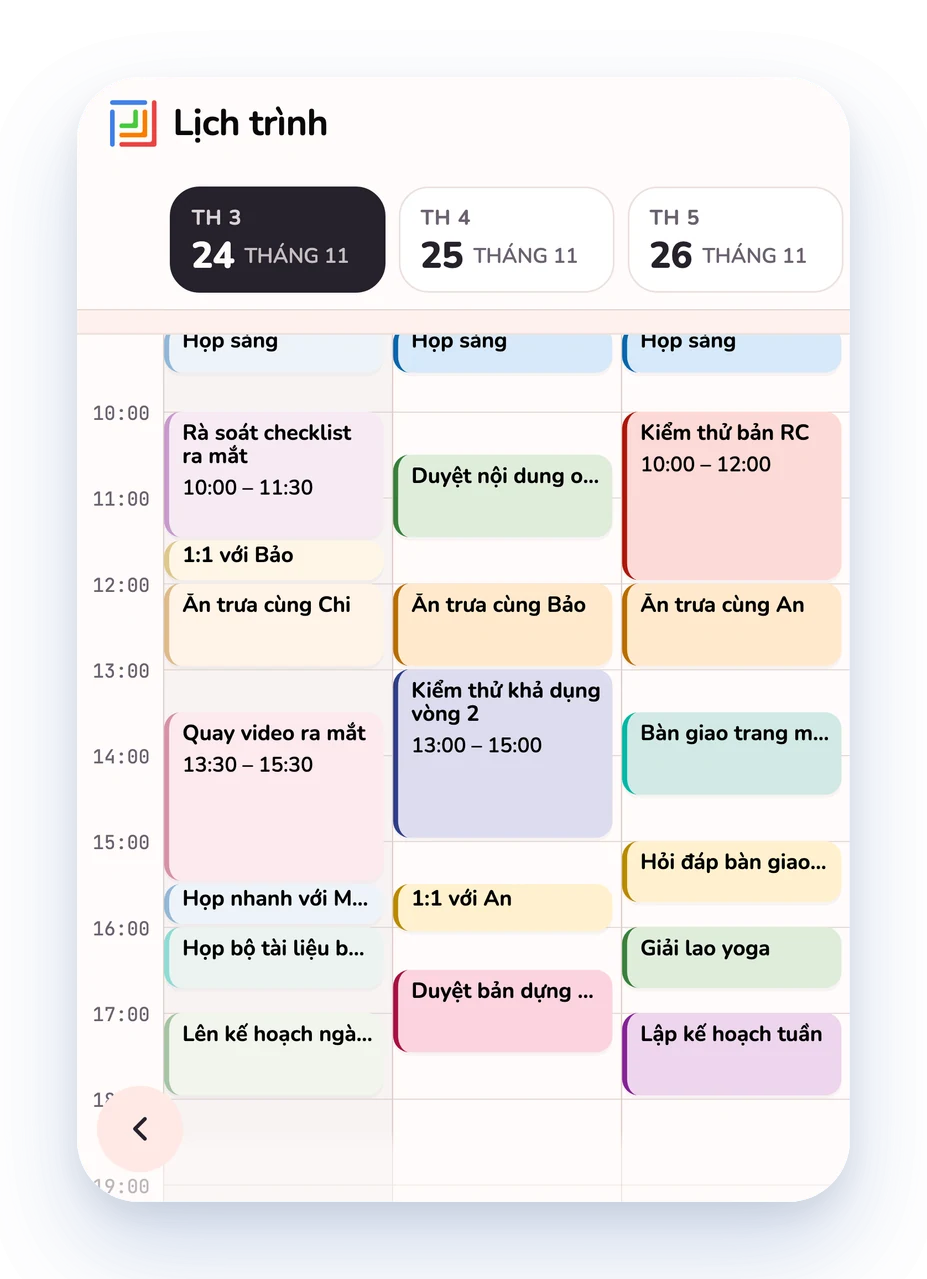 Lịch trình
TH 3
24 THÁNG 11
TH 4
25 THÁNG 11
TH 5
26 THÁNG 11
Họp sáng
Họp sáng
Họp sáng
10:00
Rà soát checklist
ra mắt
10:00 – 11:30
Duyệt nội dung o...
Kiểm thử bản RC
10:00 – 12:00
11:00
1:1 với Bảo
12:00
Ăn trưa cùng Chi
Ăn trưa cùng Bảo
Ăn trưa cùng An
13:00
Kiểm thử khả dụng
vòng 2
13:00 – 15:00
Quay video ra mắt
13:30 – 15:30
Bàn giao trang m...
14:00
15:00
Hỏi đáp bàn giao...
Họp nhanh với M...
1:1 với An
16:00
Họp bộ tài liệu b...
Giải lao yoga
Duyệt bản dựng ...
17:00
Lên kế hoạch ngà...
Lập kế hoạch tuần
19:00